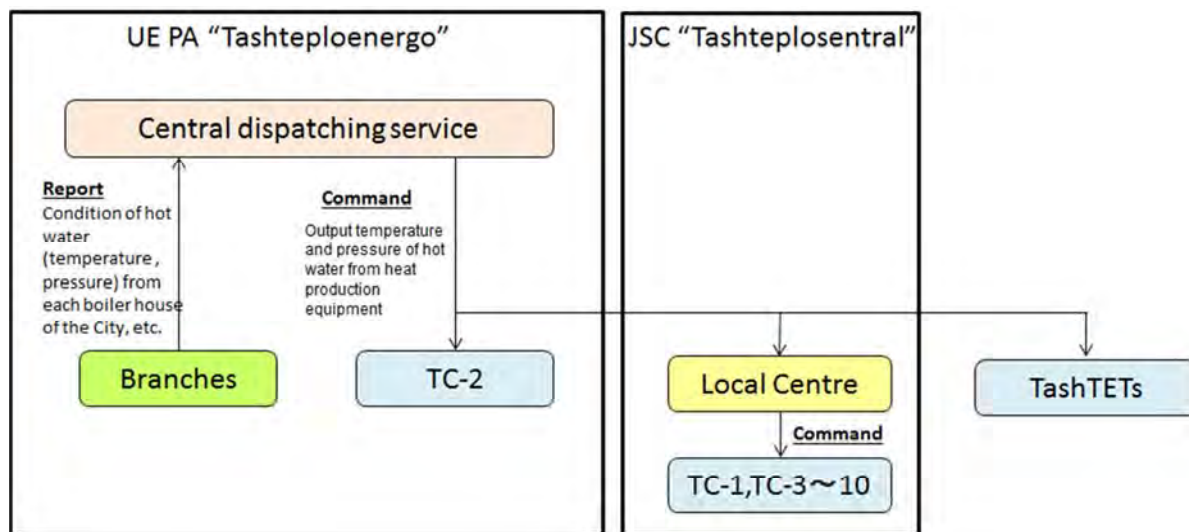 UE PA “Tashteploenergo”
JSC “Tashteplosentral”
Central dispatching service
Report
Condition of hot
water
(temperature ,
pressure) from
each boiler house
of the City, etc.
Command
Output temperature
and pressure of hot
water from heat
production
equipment
Branches
TC-2
Local Centre
TashTETs
Command
TC-1,TC-3～10